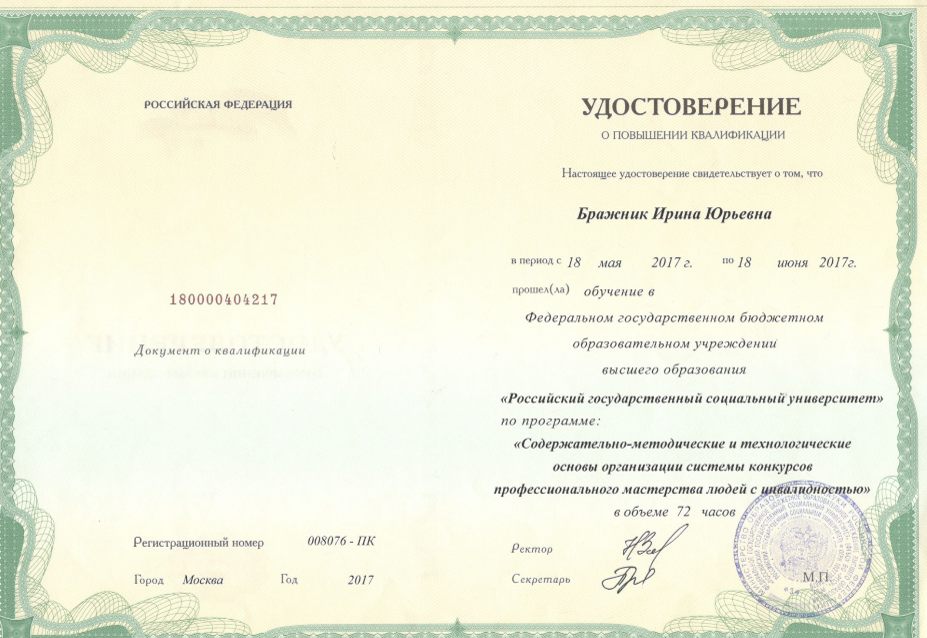 РОССИЙСКАЯ ФЕДЕРАЦИЯ
180000404217
Документ о квалификации
Регистрационный номер 008076 - ПК
Город Москва Год 2017
УДОСТОВЕРЕНИЕ
О ПОВЫШЕНИИ КВАЛИФИКАЦИИ
Настоящее удостоверение свидетельствует о том, что
Бражник Ирина Юрьевна
в период с 18 мая 2017 г. по 18 июня 2017г.
прошел(ла) обучение в
Федеральном государственном бюджетном
образовательном учреждении
высшего образования
«Российский государственный социальный университет»
по программе:
«Содержательно-методические и технологические
основы организации системы конкурсов
профессионального мастерства людей с инвалидностью»
в объеме 72 часов
Ректор
Секретарь
М.П.